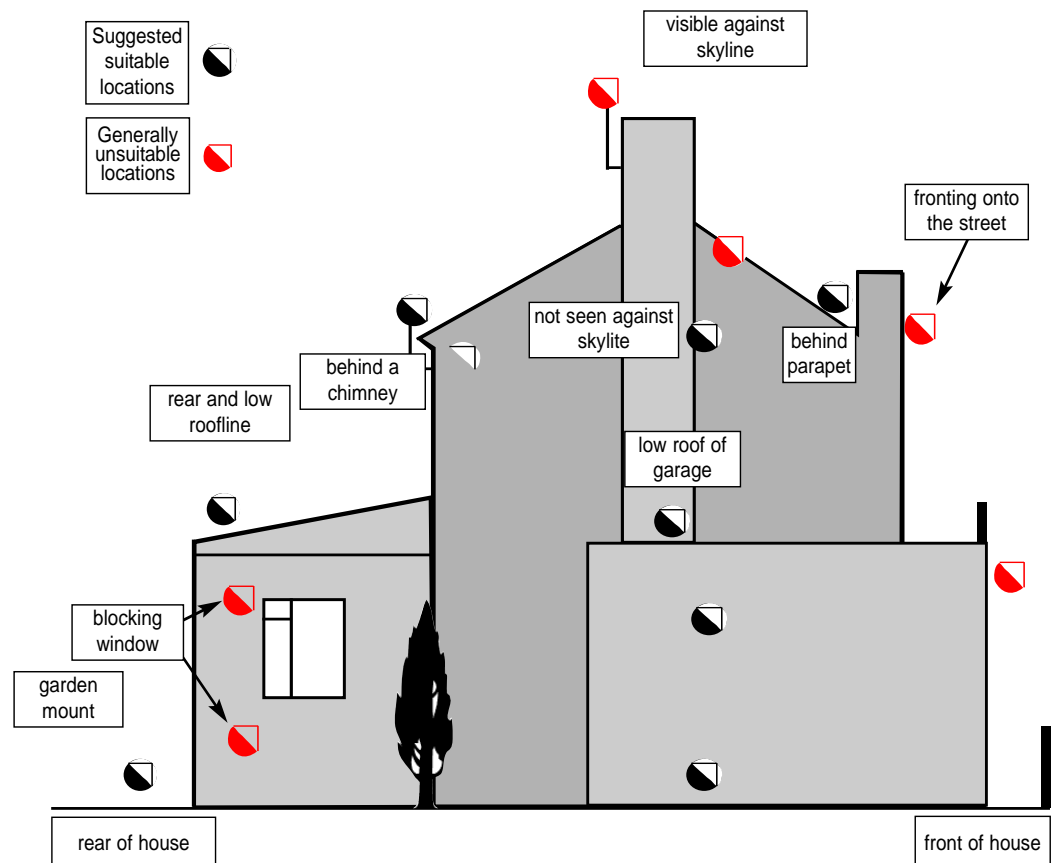 Suggested
suitable
locations
Generally
unsuitable
locations
visible against
skyline
fronting onto
the street
not seen against
skylite
behind
parapet
behind a
chimney
rear and low
roofline
low roof of
garage
blocking
window
garden
mount
rear of house
front of house